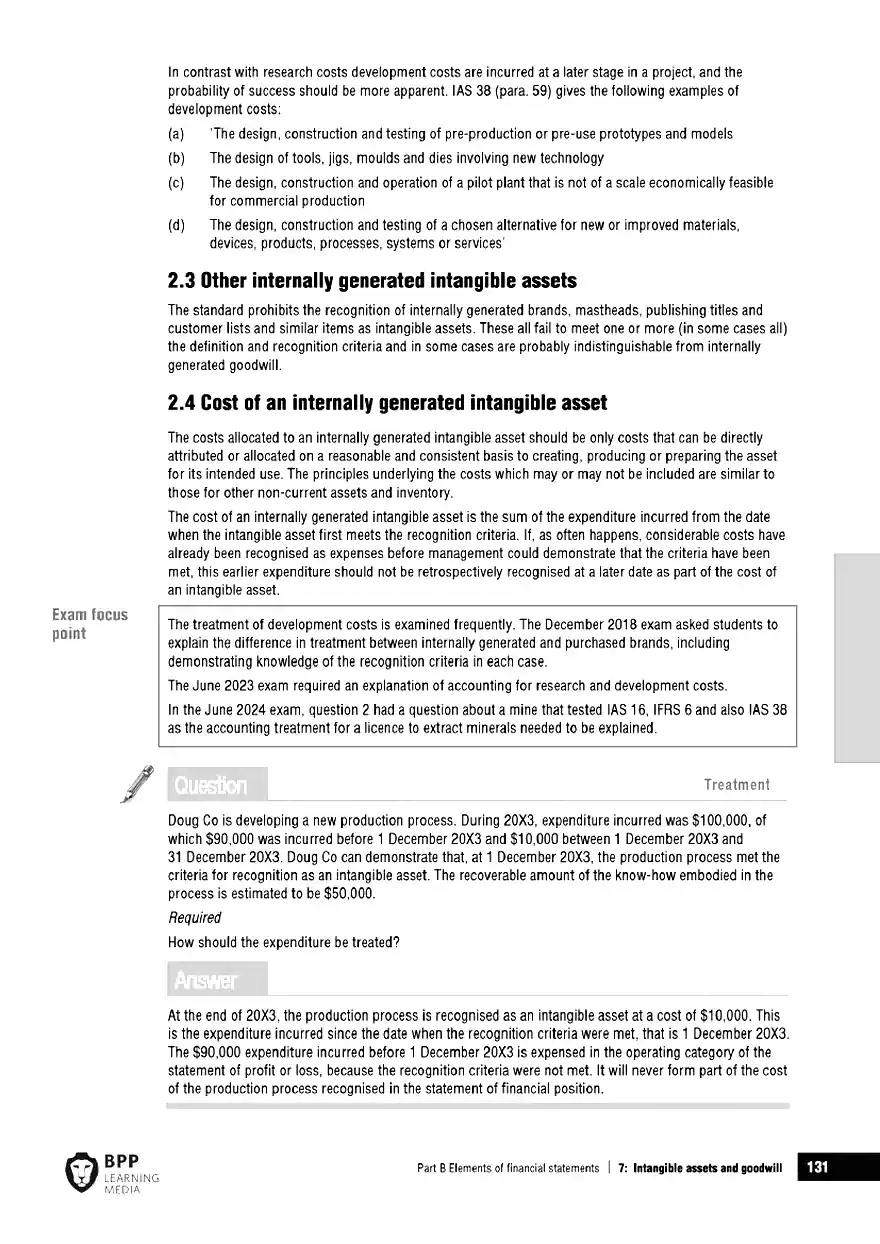 In contrast with research costs development costs are incurred at a later stage in a project, and the
probability of success should be more apparent. IAS 38 (para. 59) gives the following examples of
development costs:
(a) 'The design, construction and testing of pre-production or pre-use prototypes and models
(b) The design of tools, jigs, moulds and dies involving new technology
(c) The design, construction and operation of a pilot plant that is not of a scale economically feasible
for commercial production
(d) The design, construction and testing of a chosen alternative for new or improved materials,
devices, products, processes, systems or services'
2.3 Other internally generated intangible assets
The standard prohibits the recognition of internally generated brands, mastheads, publishing titles and
customer lists and similar items as intangible assets. These all fail to meet one or more (in some cases all)
the definition and recognition criteria and in some cases are probably indistinguishable from internally
generated goodwill.
2.4 Cost of an internally generated intangible asset
The costs allocated to an internally generated intangible asset should be only costs that can be directly
attributed or allocated on a reasonable and consistent basis to creating, producing or preparing the asset
for its intended use. The principles underlying the costs which may or may not be included are similar to
those for other non-current assets and inventory.
The cost of an internally generated intangible asset is the sum of the expenditure incurred from the date
when the intangible asset first meets the recognition criteria. If, as often happens, considerable costs have
already been recognised as expenses before management could demonstrate that the criteria have been
met, this earlier expenditure should not be retrospectively recognised at a later date as part of the cost of
an intangible asset.
Exam focus
point
The treatment of development costs is examined frequently. The December 2018 exam asked students to
explain the difference in treatment between internally generated and purchased brands, including
demonstrating knowledge of the recognition criteria in each case.
The June 2023 exam required an explanation of accounting for research and development costs.
In the June 2024 exam, question 2 had a question about a mine that tested IAS 16, IFRS 6 and also IAS 38
as the accounting treatment for a licence to extract minerals needed to be explained.
Question
Treatment
Doug Co is developing a new production process. During 20X3, expenditure incurred was $100,000, of
which $90,000 was incurred before 1 December 20X3 and $10,000 between 1 December 20X3 and
31 December 20X3. Doug Co can demonstrate that, at 1 December 20X3, the production process met the
criteria for recognition as an intangible asset. The recoverable amount of the know-how embodied in the
process is estimated to be $50,000.
Required
How should the expenditure be treated?
Answer
At the end of 20X3, the production process is recognised as an intangible asset at a cost of $10,000. This
is the expenditure incurred since the date when the recognition criteria were met, that is 1 December 20X3.
The $90,000 expenditure incurred before 1 December 20X3 is expensed in the operating category of the
statement of profit or loss, because the recognition criteria were not met. It will never form part of the cost
of the production process recognised in the statement of financial position.
BPP
LEARNING
MEDIA
Part B Elements of financial statements | 7: Intangible assets and goodwill 131